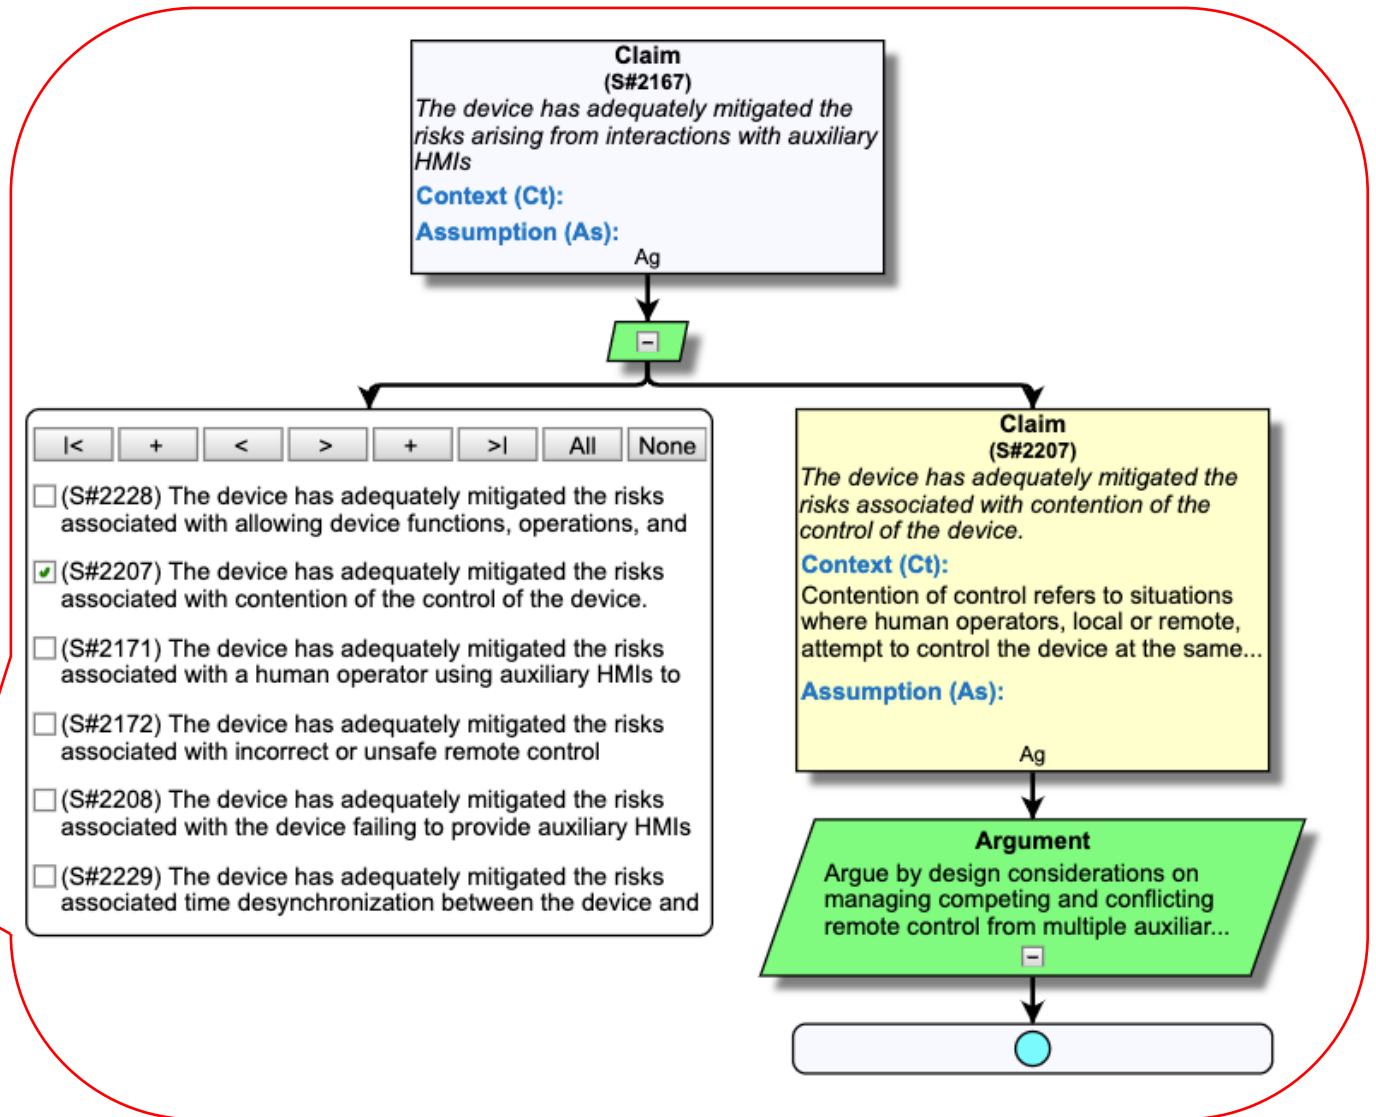 Claim
(S#2167)
The device has adequately mitigated the
risks arising from interactions with auxiliary
HMIs
Context (Ct):
Assumption (As):
Ag
|< + < > + >| All None
(S#2228) The device has adequately mitigated the risks
associated with allowing device functions, operations, and
(S#2207) The device has adequately mitigated the risks
associated with contention of the control of the device.
(S#2171) The device has adequately mitigated the risks
associated with a human operator using auxiliary HMIs to
(S#2172) The device has adequately mitigated the risks
associated with incorrect or unsafe remote control
(S#2208) The device has adequately mitigated the risks
associated with the device failing to provide auxiliary HMIs
(S#2229) The device has adequately mitigated the risks
associated time desynchronization between the device and
Claim
(S#2207)
The device has adequately mitigated the
risks associated with contention of the
control of the device.
Context (Ct):
Contention of control refers to situations
where human operators, local or remote,
attempt to control the device at the same...
Assumption (As):
Ag
Argument
Argue by design considerations on
managing competing and conflicting
remote control from multiple auxiliar...